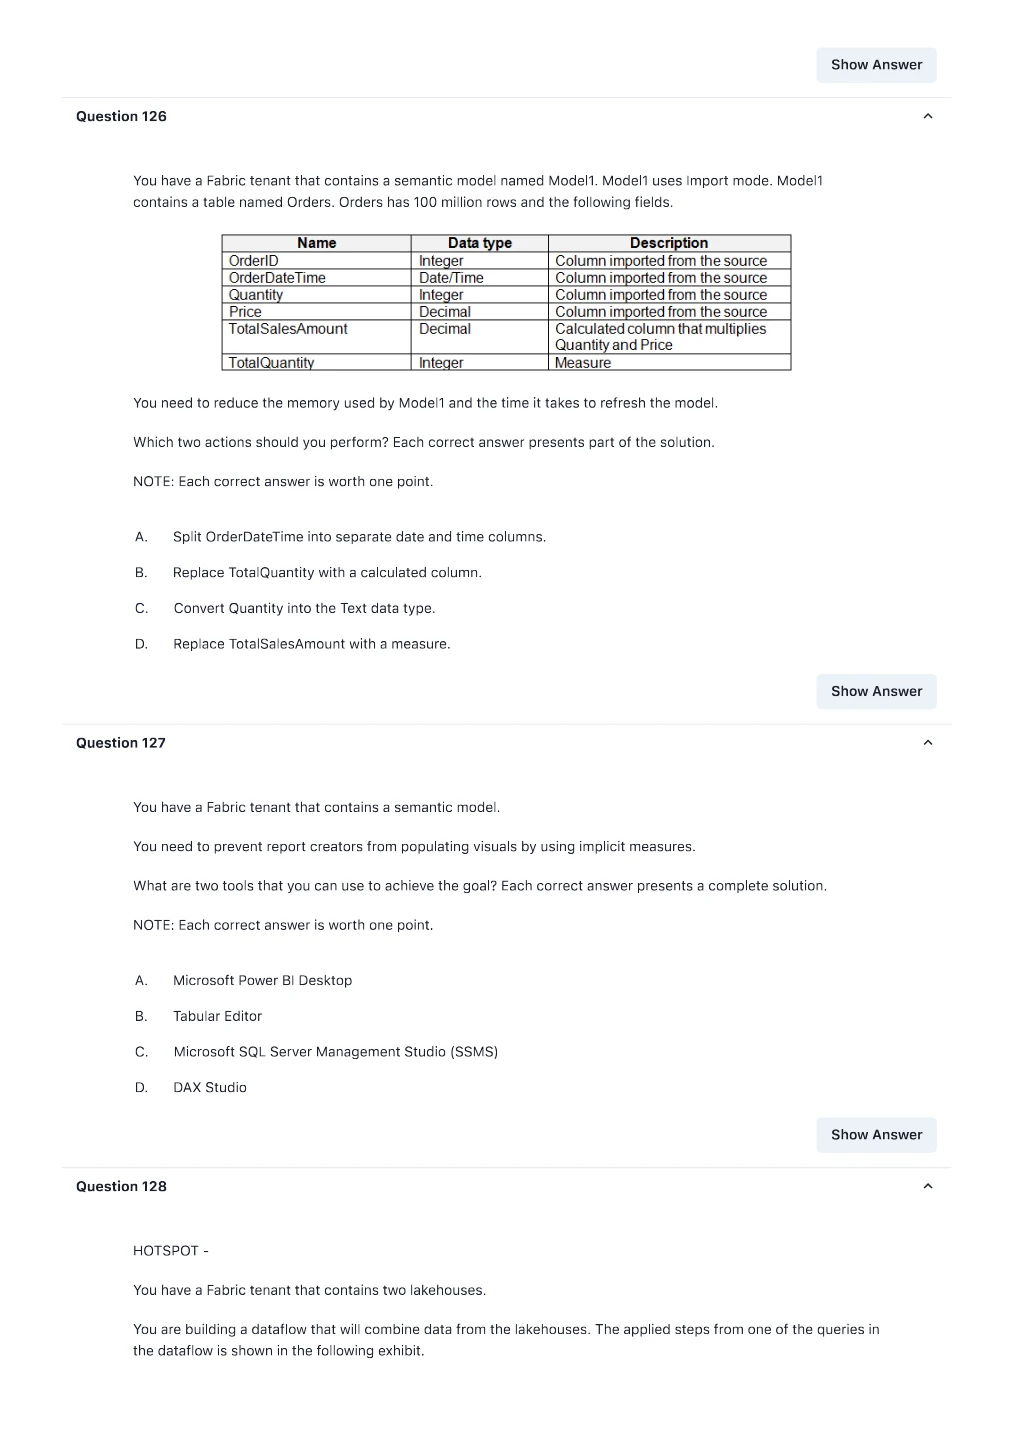 Show Answer
Question 126
You have a Fabric tenant that contains a semantic model named Model1. Model1 uses Import mode. Model1
contains a table named Orders. Orders has 100 million rows and the following fields.
Name Data type Description
OrderID Integer Column imported from the source
OrderDateTime Date/Time Column imported from the source
Quantity Integer Column imported from the source
Price Decimal Column imported from the source
TotalSalesAmount Decimal Calculated column that multiplies
Quantity and Price
TotalQuantity Integer Measure
You need to reduce the memory used by Model1 and the time it takes to refresh the model.
Which two actions should you perform? Each correct answer presents part of the solution.
NOTE: Each correct answer is worth one point.
A. Split OrderDateTime into separate date and time columns.
B. Replace TotalQuantity with a calculated column.
C. Convert Quantity into the Text data type.
D. Replace TotalSalesAmount with a measure.
Show Answer
Question 127
You have a Fabric tenant that contains a semantic model.
You need to prevent report creators from populating visuals by using implicit measures.
What are two tools that you can use to achieve the goal? Each correct answer presents a complete solution.
NOTE: Each correct answer is worth one point.
A. Microsoft Power BI Desktop
B. Tabular Editor
C. Microsoft SQL Server Management Studio (SSMS)
D. DAX Studio
Show Answer
Question 128
HOTSPOT -
You have a Fabric tenant that contains two lakehouses.
You are building a dataflow that will combine data from the lakehouses. The applied steps from one of the queries in
the dataflow is shown in the following exhibit.